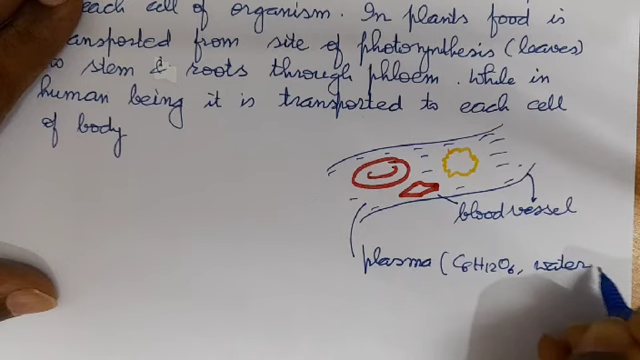 each cell of organism. In plants food is
ansported from site of photosynthesis (leaves)
to stem & roots through phloem. While in
human being it is transported to each cell
of body
blood vessel
plasma (C6H12O6, water